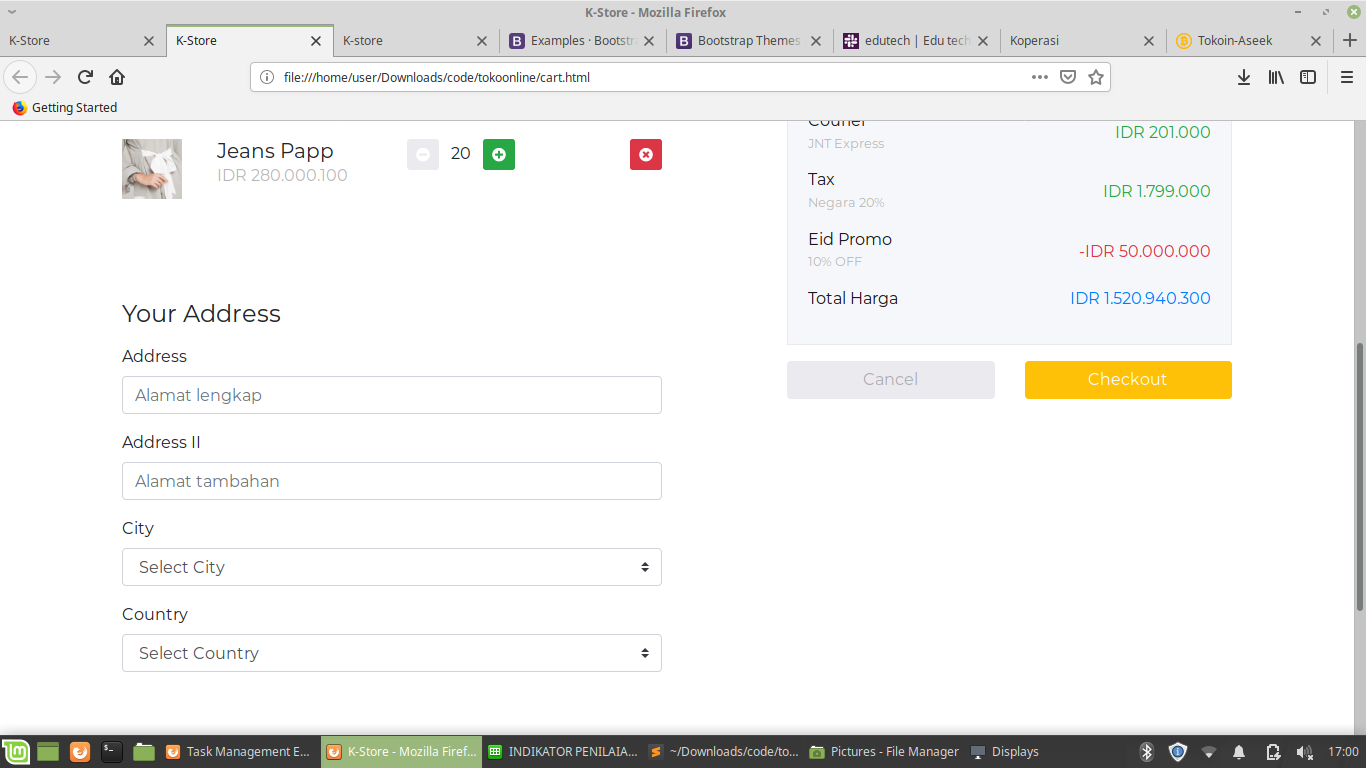 K-Store - Mozilla Firefox
K-Store
K-Store
K-store
Examples · Bootstr
Bootstrap Themes
edutech | Edu tech
Koperasi
Tokoin-Aseek
file:///home/user/Downloads/code/tokoonline/cart.html
Getting Started
Jeans Papp
IDR 280.000.100
20
Your Address
Address
Alamat lengkap
Address II
Alamat tambahan
City
Select City
Country
Select Country
Courier
IDR 201.000
JNT Express
Tax
IDR 1.799.000
Negara 20%
Eid Promo
-IDR 50.000.000
10% OFF
Total Harga
IDR 1.520.940.300
Cancel
Checkout
Task Management E...
K-Store - Mozilla Firef...
INDIKATOR PENILAIA...
~/Downloads/code/to...
Pictures - File Manager
Displays
17:00